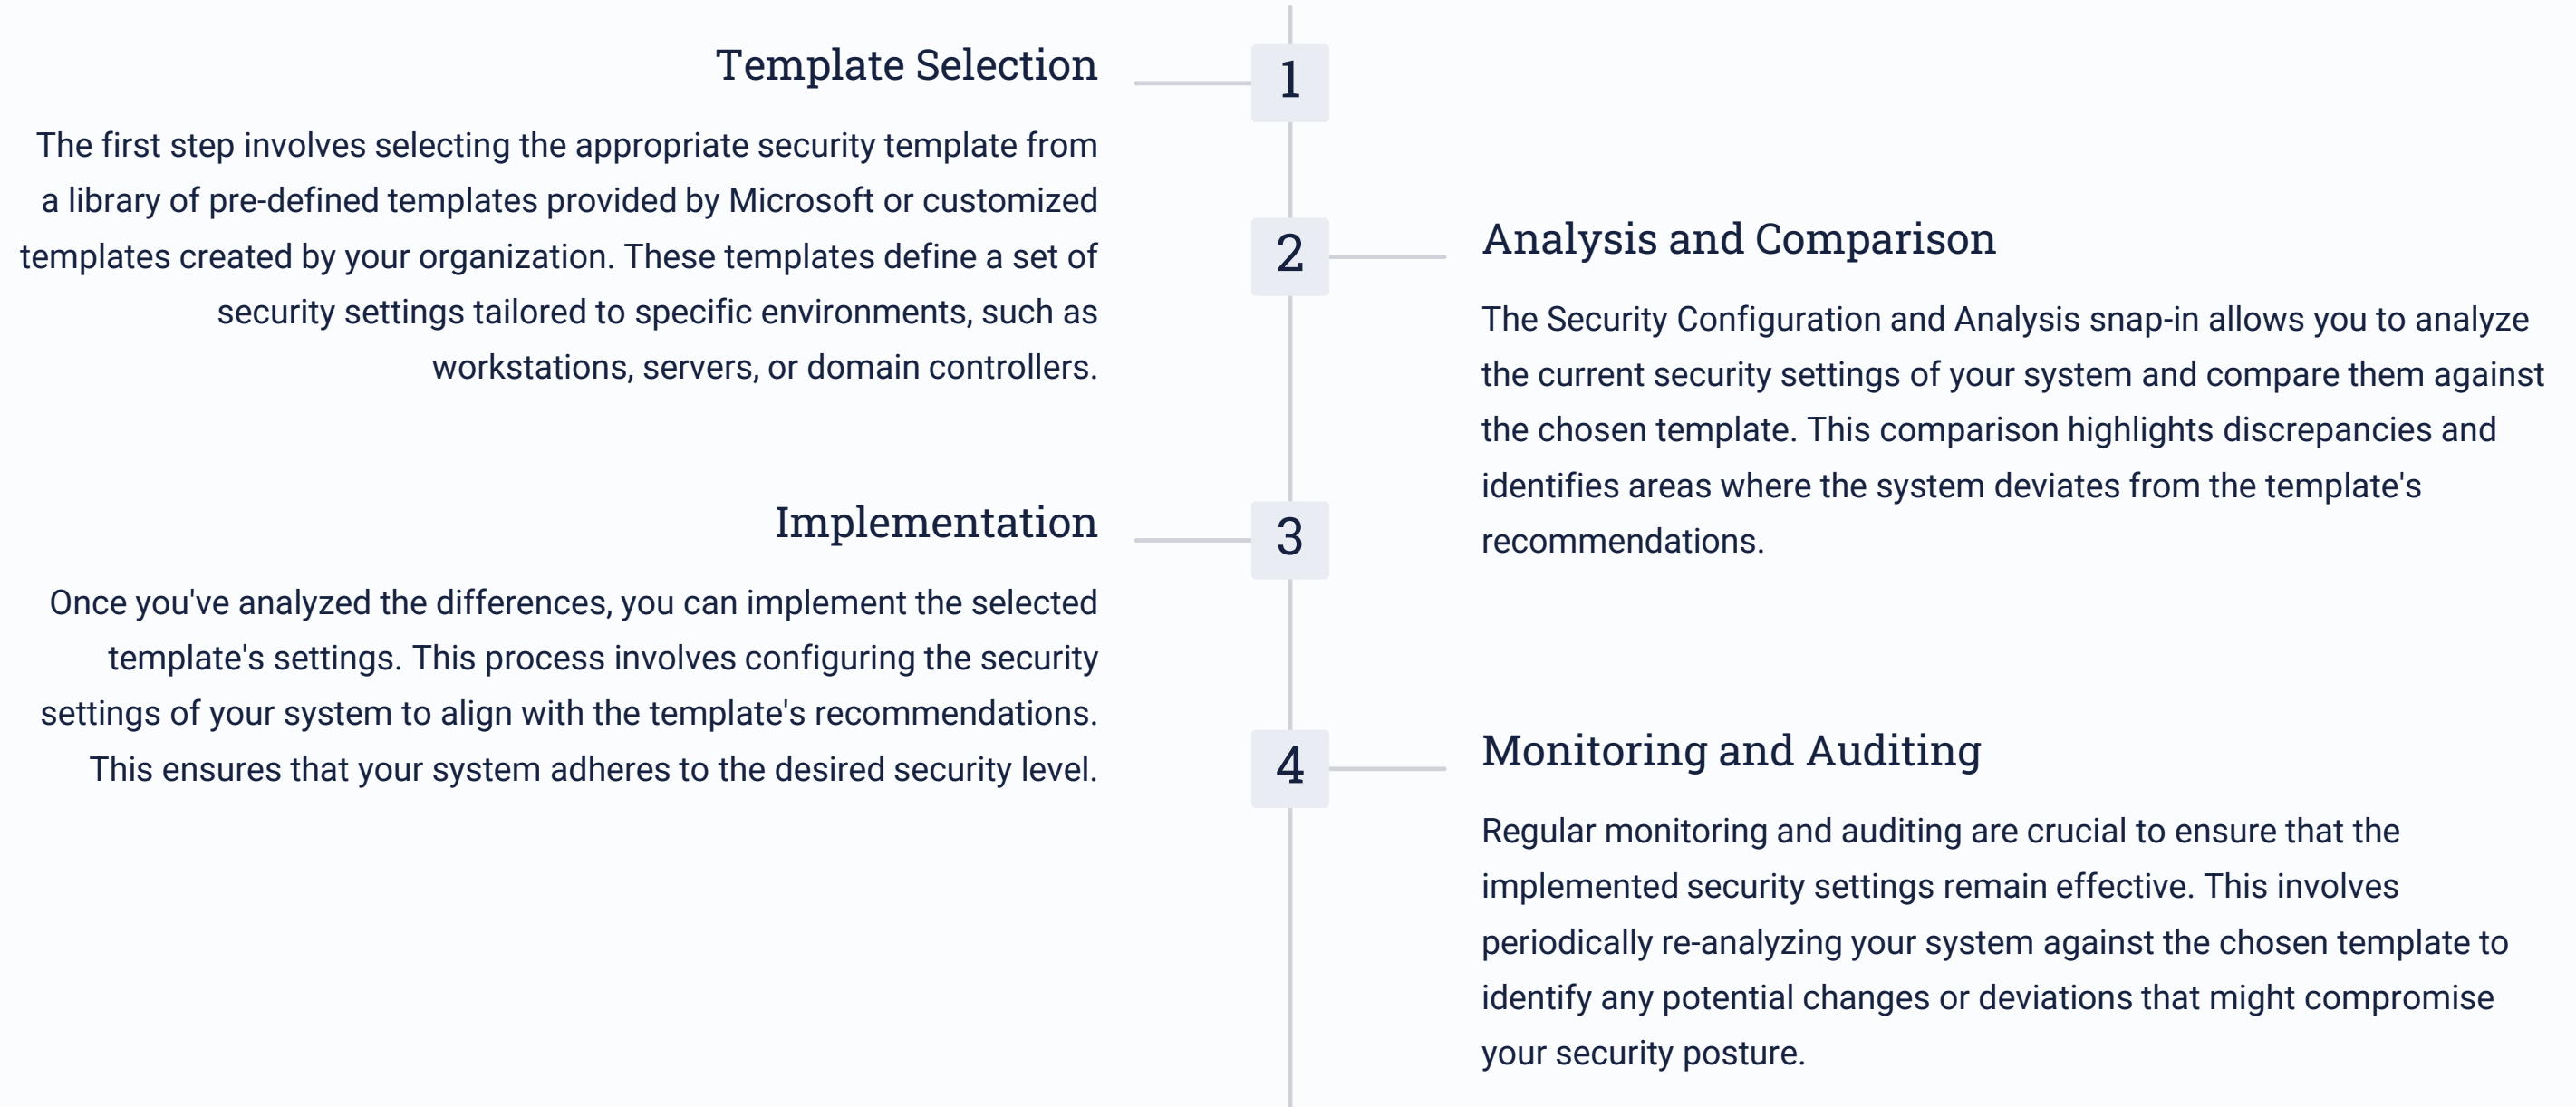 Template Selection
1
The first step involves selecting the appropriate security template from
a library of pre-defined templates provided by Microsoft or customized
templates created by your organization. These templates define a set of
security settings tailored to specific environments, such as
workstations, servers, or domain controllers.
2
Analysis and Comparison
The Security Configuration and Analysis snap-in allows you to analyze
the current security settings of your system and compare them against
the chosen template. This comparison highlights discrepancies and
identifies areas where the system deviates from the template's
recommendations.
Implementation
3
Once you've analyzed the differences, you can implement the selected
template's settings. This process involves configuring the security
settings of your system to align with the template's recommendations.
This ensures that your system adheres to the desired security level.
4
Monitoring and Auditing
Regular monitoring and auditing are crucial to ensure that the
implemented security settings remain effective. This involves
periodically re-analyzing your system against the chosen template to
identify any potential changes or deviations that might compromise
your security posture.